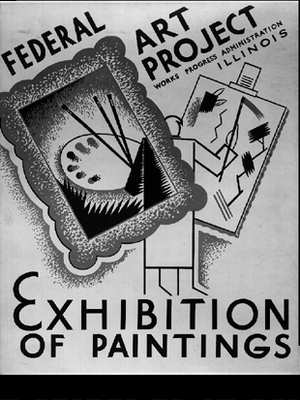 FEDERAL ART PROJECT
WORKS PROGRESS ADMINISTRATION
ILLINOIS
EXHIBITION
OF PAINTINGS